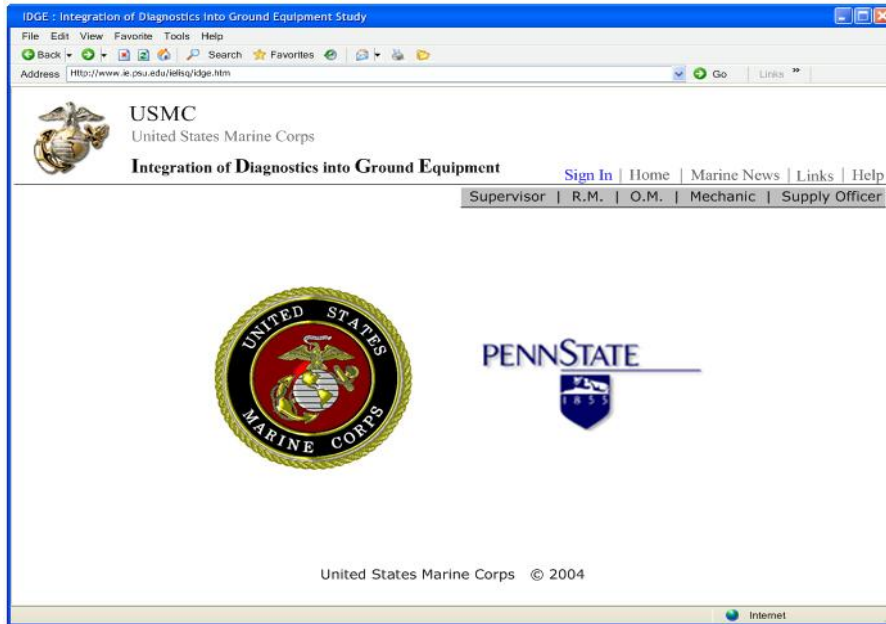 IDGE : Integration of Diagnostics into Ground Equipment Study
File Edit View Favorite Tools Help
Back Search Favorites
Address Http://www.ie.psu.edu/ielisq/idge.htm Go Links »
USMC
United States Marine Corps
Integration of Diagnostics into Ground Equipment
Sign In | Home | Marine News | Links | Help
Supervisor | R.M. | O.M. | Mechanic | Supply Officer
UNITED STATES
MARINE CORPS
PENNSTATE
1855
United States Marine Corps © 2004
Internet